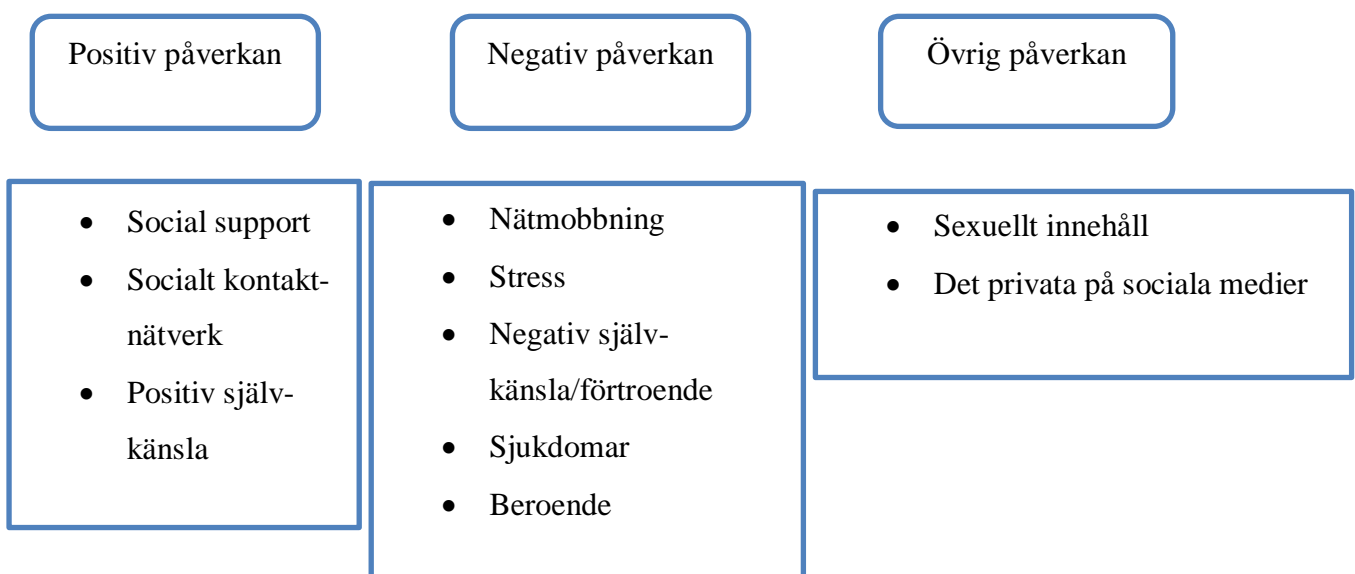 Positiv påverkan
Negativ påverkan
Övrig påverkan
• Social support
• Socialt kontakt-
nätverk
• Positiv själv-
känsla
• Nätmobbning
• Stress
• Negativ själv-
känsla/förtroende
• Sjukdomar
• Beroende
• Sexuellt innehåll
• Det privata på sociala medier